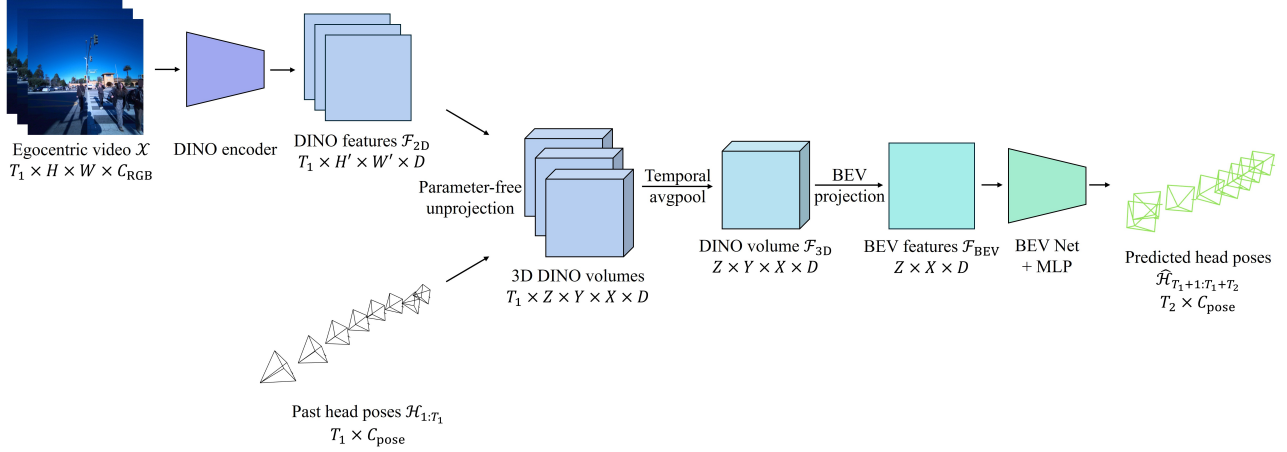 Egocentric video 𝒳
T₁ × H × W × C_RGB
DINO encoder
DINO features ℱ_2D
T₁ × H′ × W′ × D
Parameter-free
unprojection
Past head poses ℋ_{1:T₁}
T₁ × C_pose
3D DINO volumes
T₁ × Z × Y × X × D
Temporal
avgpool
DINO volume ℱ_3D
Z × Y × X × D
BEV
projection
BEV features ℱ_BEV
Z × X × D
BEV Net
+ MLP
Predicted head poses
ℋ̂_{T₁+1:T₁+T₂}
T₂ × C_pose